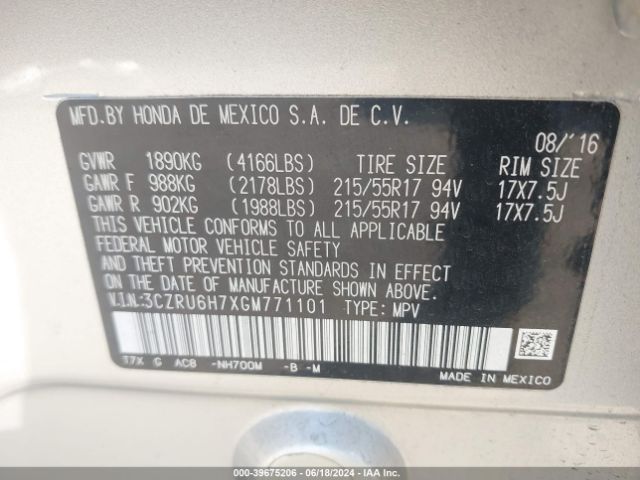 MFD.BY HONDA DE MEXICO S.A. DE C.V.
08/'16
GVWR 1890KG (4166LBS) TIRE SIZE RIM SIZE
GAWR F 988KG (2178LBS) 215/55R17 94V 17X7.5J
GAWR R 902KG (1988LBS) 215/55R17 94V 17X7.5J
THIS VEHICLE CONFORMS TO ALL APPLICABLE
FEDERAL MOTOR VEHICLE SAFETY
AND THEFT PREVENTION STANDARDS IN EFFECT
ON THE DATE OF MANUFACTURE SHOWN ABOVE.
V.I.N.:3CZRU6H7XGM771101 TYPE: MPV
T7X G AC8 -NH700M -B -M
MADE IN MEXICO
000-39675206 - 06/18/2024 - IAAI.COM